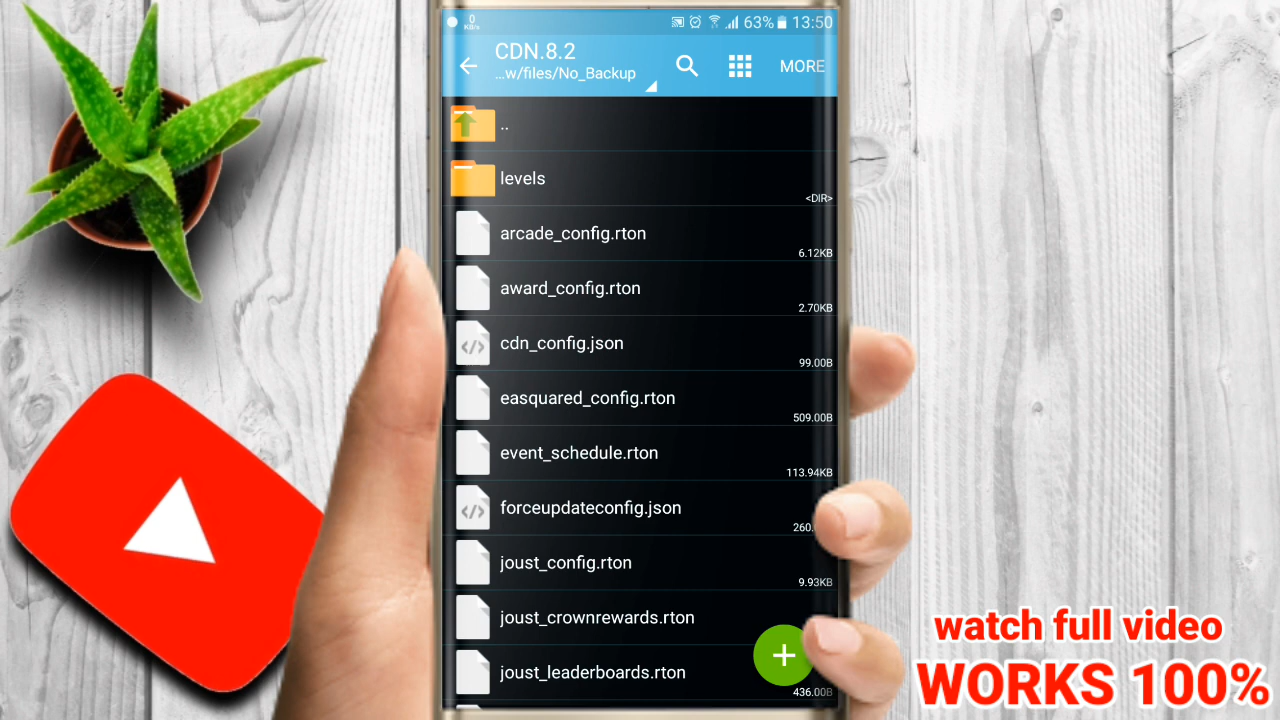 0
KB/s
63% 13:50
CDN.8.2
...w/files/No_Backup
MORE
..
levels
<DIR>
arcade_config.rton
6.12KB
award_config.rton
2.70KB
cdn_config.json
99.00B
easquared_config.rton
509.00B
event_schedule.rton
113.94KB
forceupdateconfig.json
260.
joust_config.rton
9.93KB
joust_crownrewards.rton
joust_leaderboards.rton
436.00B
watch full video
WORKS 100%